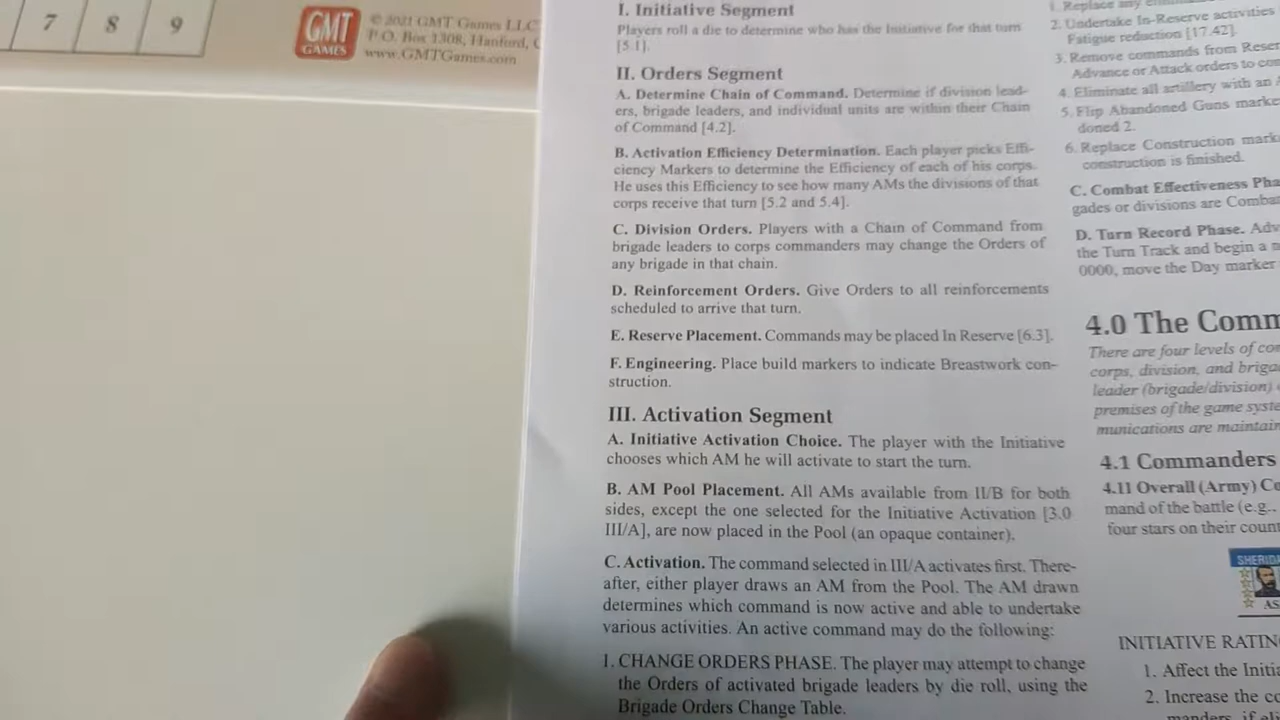 7 8 9
GMT
GAMES
© 2021 GMT Games LLC
P.O. Box 1308, Hanford, C
www.GMTGames.com
I. Initiative Segment
Players roll a die to determine who has the Initiative for that turn
[5.1].
II. Orders Segment
A. Determine Chain of Command. Determine if division lead-
ers, brigade leaders, and individual units are within their Chain
of Command [4.2].
B. Activation Efficiency Determination. Each player picks Effi-
ciency Markers to determine the Efficiency of each of his corps.
He uses this Efficiency to see how many AMs the divisions of that
corps receive that turn [5.2 and 5.4].
C. Division Orders. Players with a Chain of Command from
brigade leaders to corps commanders may change the Orders of
any brigade in that chain.
D. Reinforcement Orders. Give Orders to all reinforcements
scheduled to arrive that turn.
E. Reserve Placement. Commands may be placed In Reserve [6.3].
F. Engineering. Place build markers to indicate Breastwork con-
struction.
III. Activation Segment
A. Initiative Activation Choice. The player with the Initiative
chooses which AM he will activate to start the turn.
B. AM Pool Placement. All AMs available from II/B for both
sides, except the one selected for the Initiative Activation [3.0
III/A], are now placed in the Pool (an opaque container).
C. Activation. The command selected in III/A activates first. There-
after, either player draws an AM from the Pool. The AM drawn
determines which command is now active and able to undertake
various activities. An active command may do the following:
1. CHANGE ORDERS PHASE. The player may attempt to change
the Orders of activated brigade leaders by die roll, using the
Brigade Orders Change Table.
1. Replace any
2. Undertake In-Reserve activities
Fatigue reduction [17.42].
3. Remove commands from Reser
Advance or Attack orders to co
4. Eliminate all artillery with an
5. Flip Abandoned Guns marke
doned 2.
6. Replace Construction mark
construction is finished.
C. Combat Effectiveness Pha
gades or divisions are Comba
D. Turn Record Phase. Adv
the Turn Track and begin a
0000, move the Day marker
4.0 The Comm
There are four levels of co
corps, division, and briga
leader (brigade/division)
premises of the game syste
munications are maintain
4.1 Commanders
4.11 Overall (Army) Co
mand of the battle (e.g.,
four stars on their coun
SHERIDA
AS
INITIATIVE RATIN
1. Affect the Initia
2. Increase the co